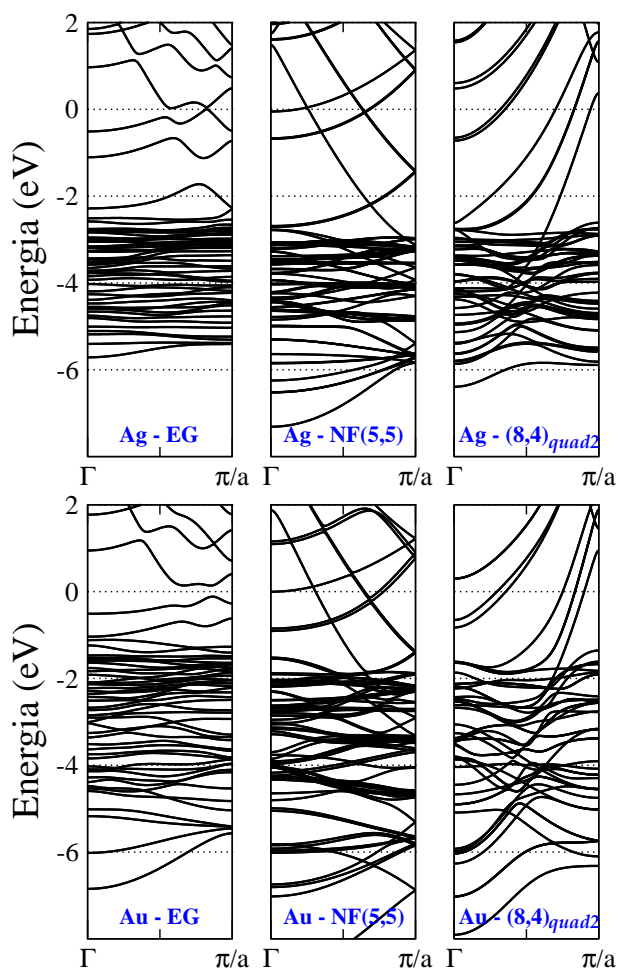 2
0
-2
-4
-6
Energia (eV)
Ag - EG
Ag - NF(5,5)
Ag - (8,4)quad2
Γ π/a Γ π/a Γ π/a
2
0
-2
-4
-6
Energia (eV)
Au - EG
Au - NF(5,5)
Au - (8,4)quad2
Γ π/a Γ π/a Γ π/a